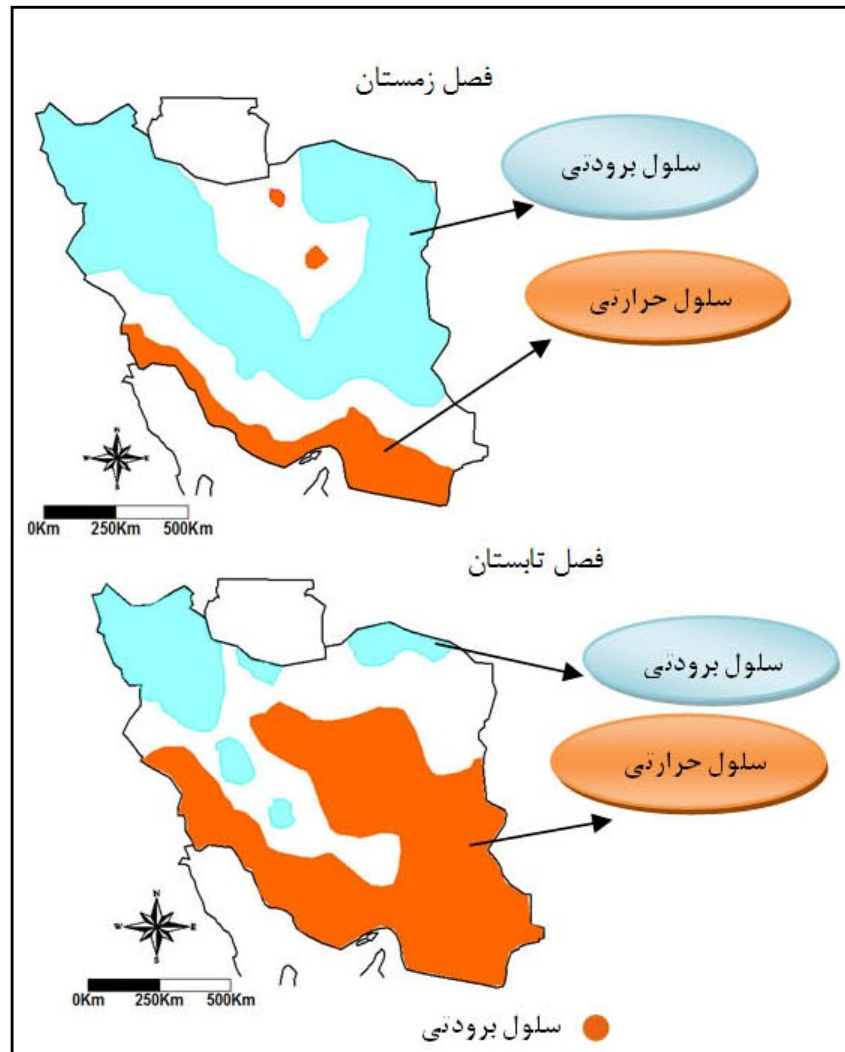 فصل زمستان
سلول برودتی
سلول حرارتی
N
W E
S
0Km 250Km 500Km
فصل تابستان
سلول برودتی
سلول حرارتی
N
W E
S
0Km 250Km 500Km
سلول برودتی